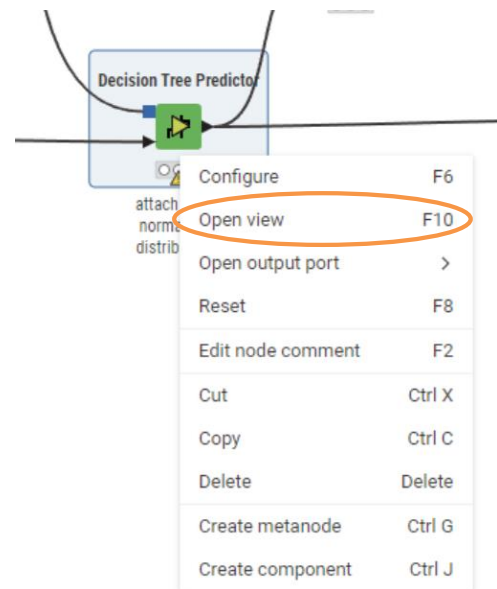 Decision Tree Predictor
attach
norma
distrib
Configure F6
Open view F10
Open output port >
Reset F8
Edit node comment F2
Cut Ctrl X
Copy Ctrl C
Delete Delete
Create metanode Ctrl G
Create component Ctrl J